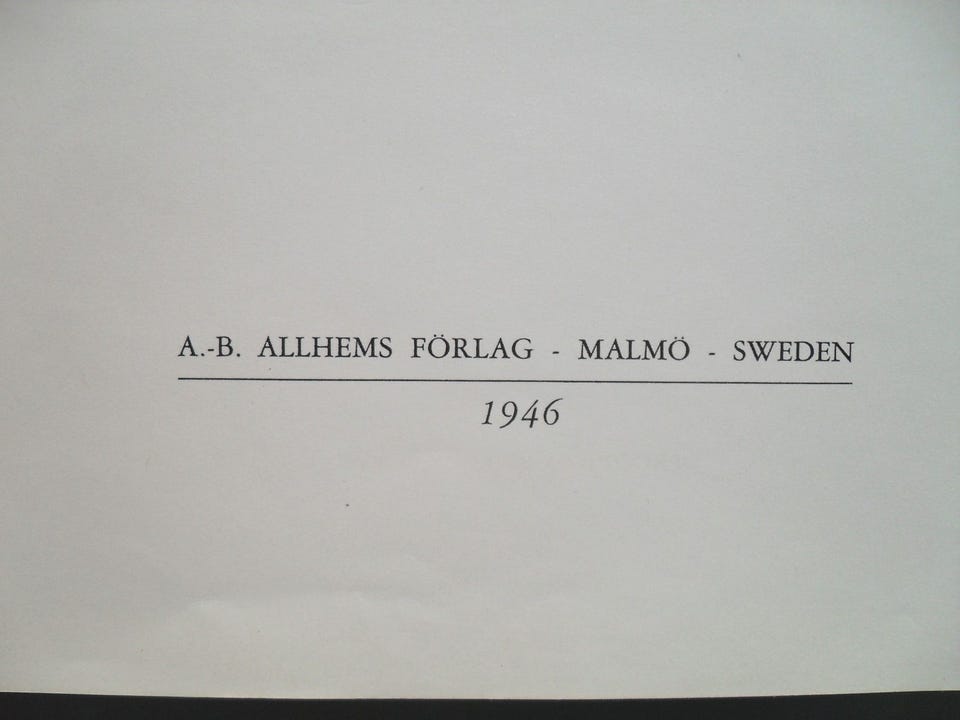 A.-B. ALLHEMS FÖRLAG - MALMÖ - SWEDEN
1946